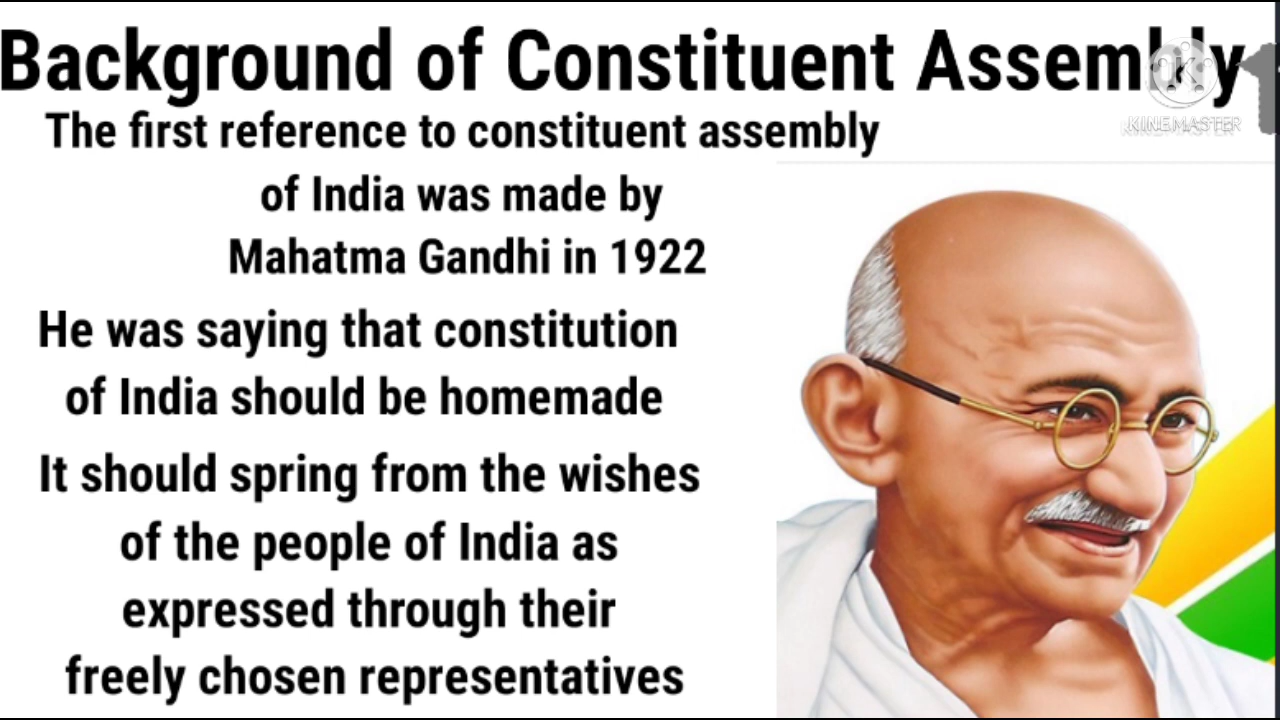 Background of Constituent Assembly
The first reference to constituent assembly
of India was made by
Mahatma Gandhi in 1922
He was saying that constitution
of India should be homemade
It should spring from the wishes
of the people of India as
expressed through their
freely chosen representatives
K
KINEMASTER